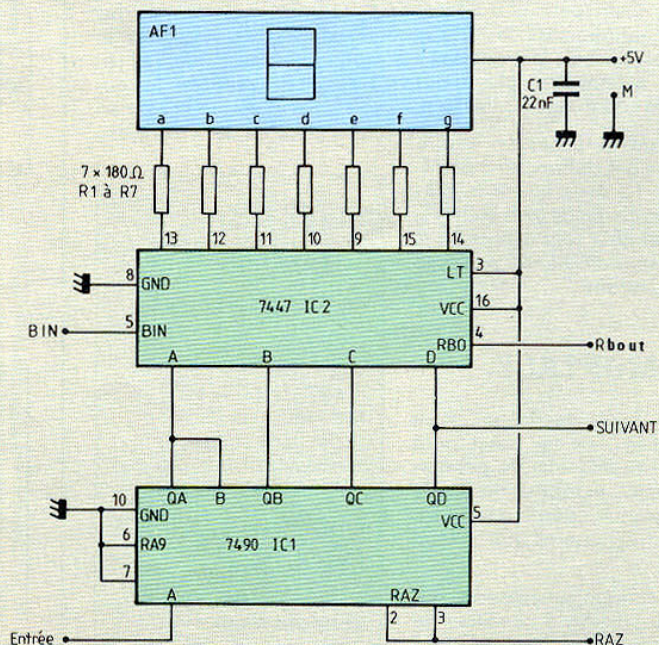 AF1
+5V
C1
22nF
M
a b c d e f g
7 × 180Ω
R1 à R7
13 12 11 10 9 15 14
8 GND
LT 3
7447 IC2
VCC 16
BIN 5 BIN
4
RBO Rbout
A B C D
SUIVANT
QA B QB QC QD
10
GND
VCC 5
6 RA9
7490 IC1
7
A RAZ
2 3
Entrée
RAZ